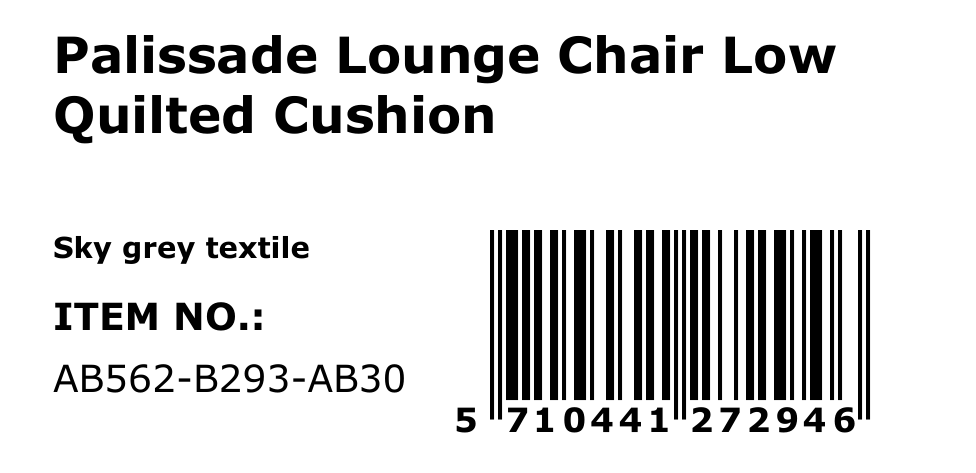 Palissade Lounge Chair Low
Quilted Cushion
Sky grey textile
ITEM NO.:
AB562-B293-AB30
5 710441 272946